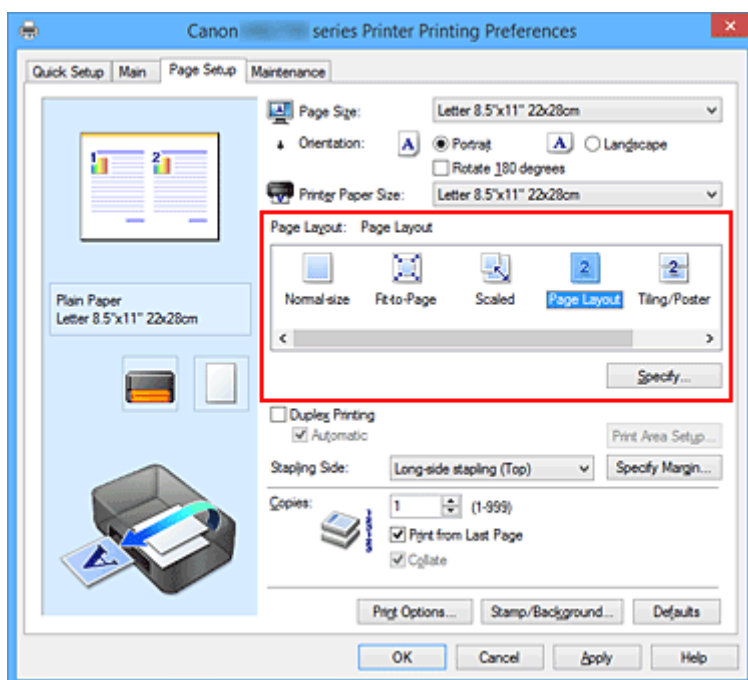 Canon series Printer Printing Preferences
Quick Setup Main Page Setup Maintenance
1 2
Plain Paper
Letter 8.5"x11" 22x28cm
Page Size: Letter 8.5"x11" 22x28cm
Orientation: A Portrait A Landscape
Rotate 180 degrees
Printer Paper Size: Letter 8.5"x11" 22x28cm
Page Layout: Page Layout
2 2
Normal-size Fit-to-Page Scaled Page Layout Tiling/Poster
Specify...
Duplex Printing
Automatic Print Area Setup...
Stapling Side: Long-side stapling (Top) Specify Margin...
Copies: 1 (1-999)
Print from Last Page
Collate
A
Print Options... Stamp/Background... Defaults
OK Cancel Apply Help